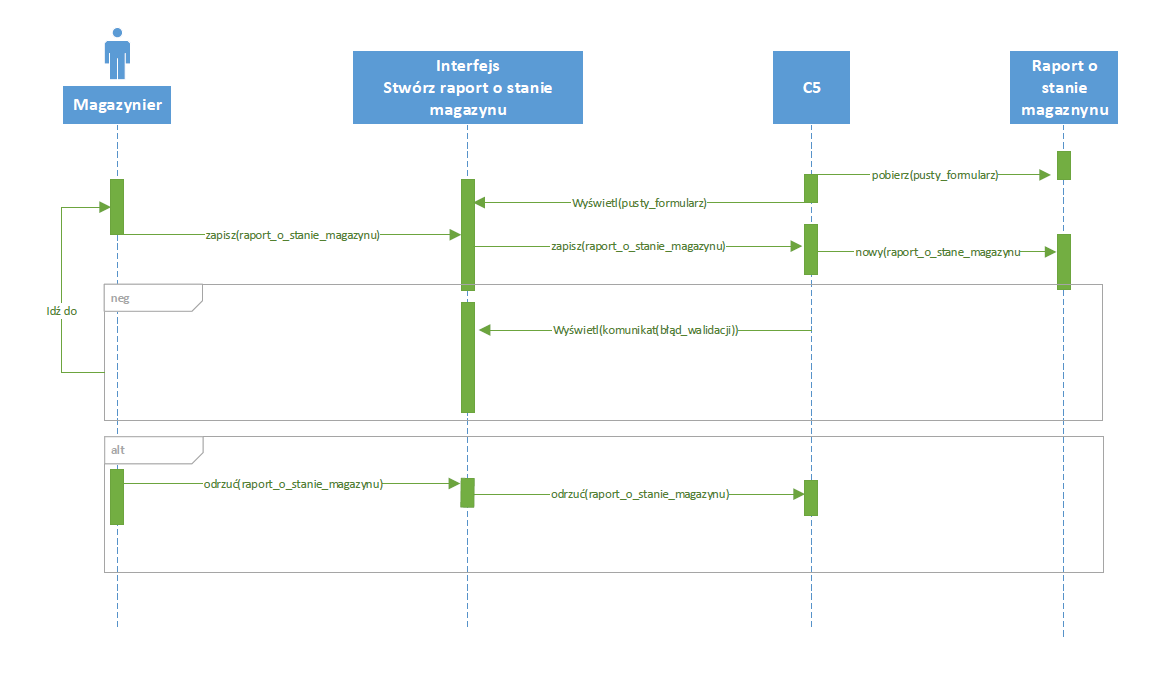 Magazynier
Interfejs
Stwórz raport o stanie
magazynu
C5
Raport o
stanie
magaznynu
pobierz(pusty_formularz)
Wyświetl(pusty_formularz)
zapisz(raport_o_stanie_magazynu)
zapisz(raport_o_stanie_magazynu)
nowy(raport_o_stane_magazynu
neg
Idź do
Wyświetl(komunikat(błąd_walidacji))
alt
odrzuć(raport_o_stanie_magazynu)
odrzuć(raport_o_stanie_magazynu)